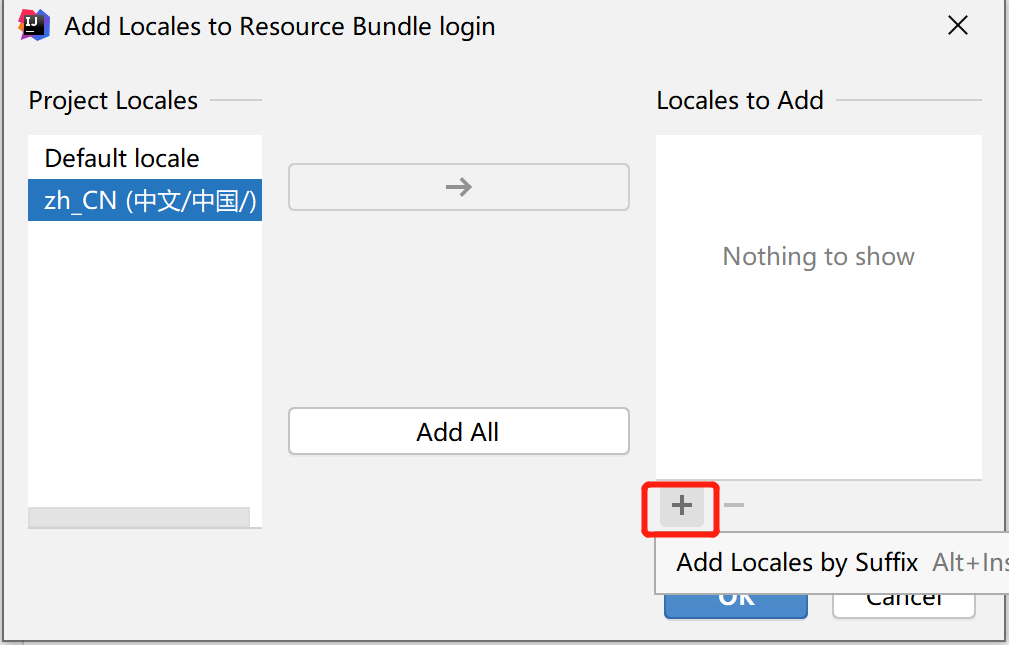 Add Locales to Resource Bundle login
Project Locales
Locales to Add
Default locale
zh_CN (中文/中国/)
Nothing to show
Add All
Add Locales by Suffix Alt+Ins
OK
Cancel